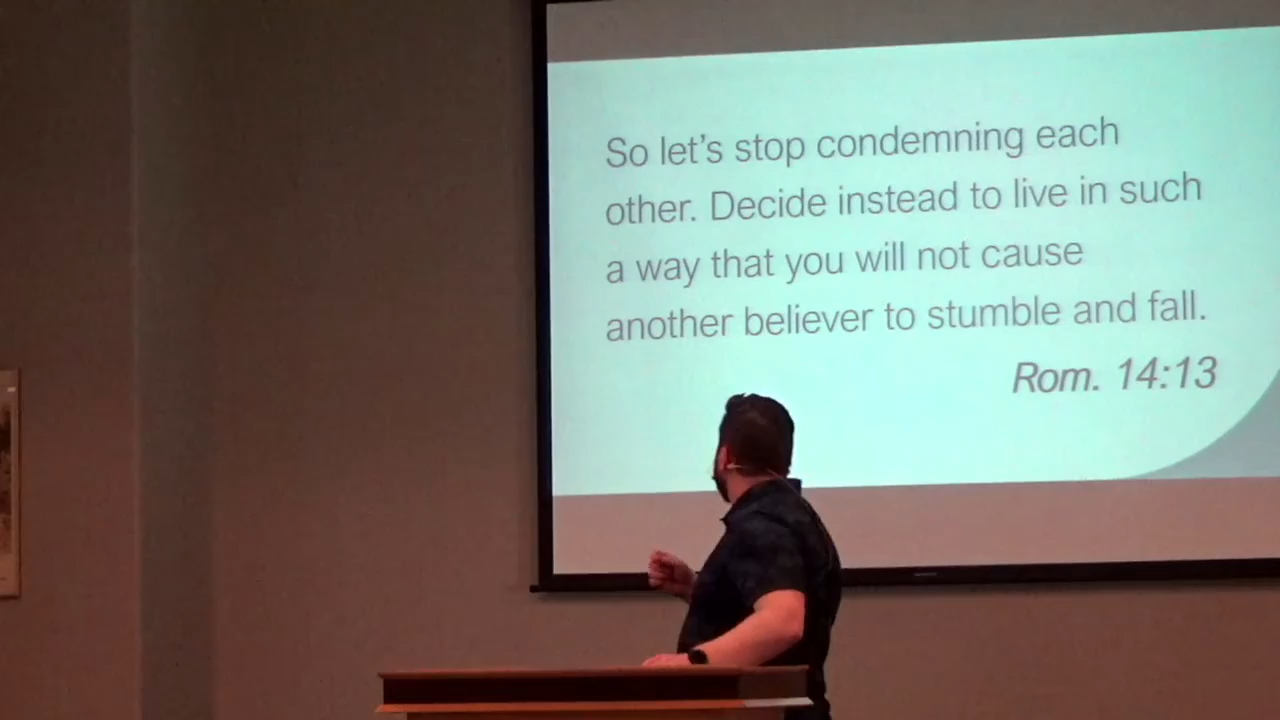 So let's stop condemning each
other. Decide instead to live in such
a way that you will not cause
another believer to stumble and fall.
Rom. 14:13